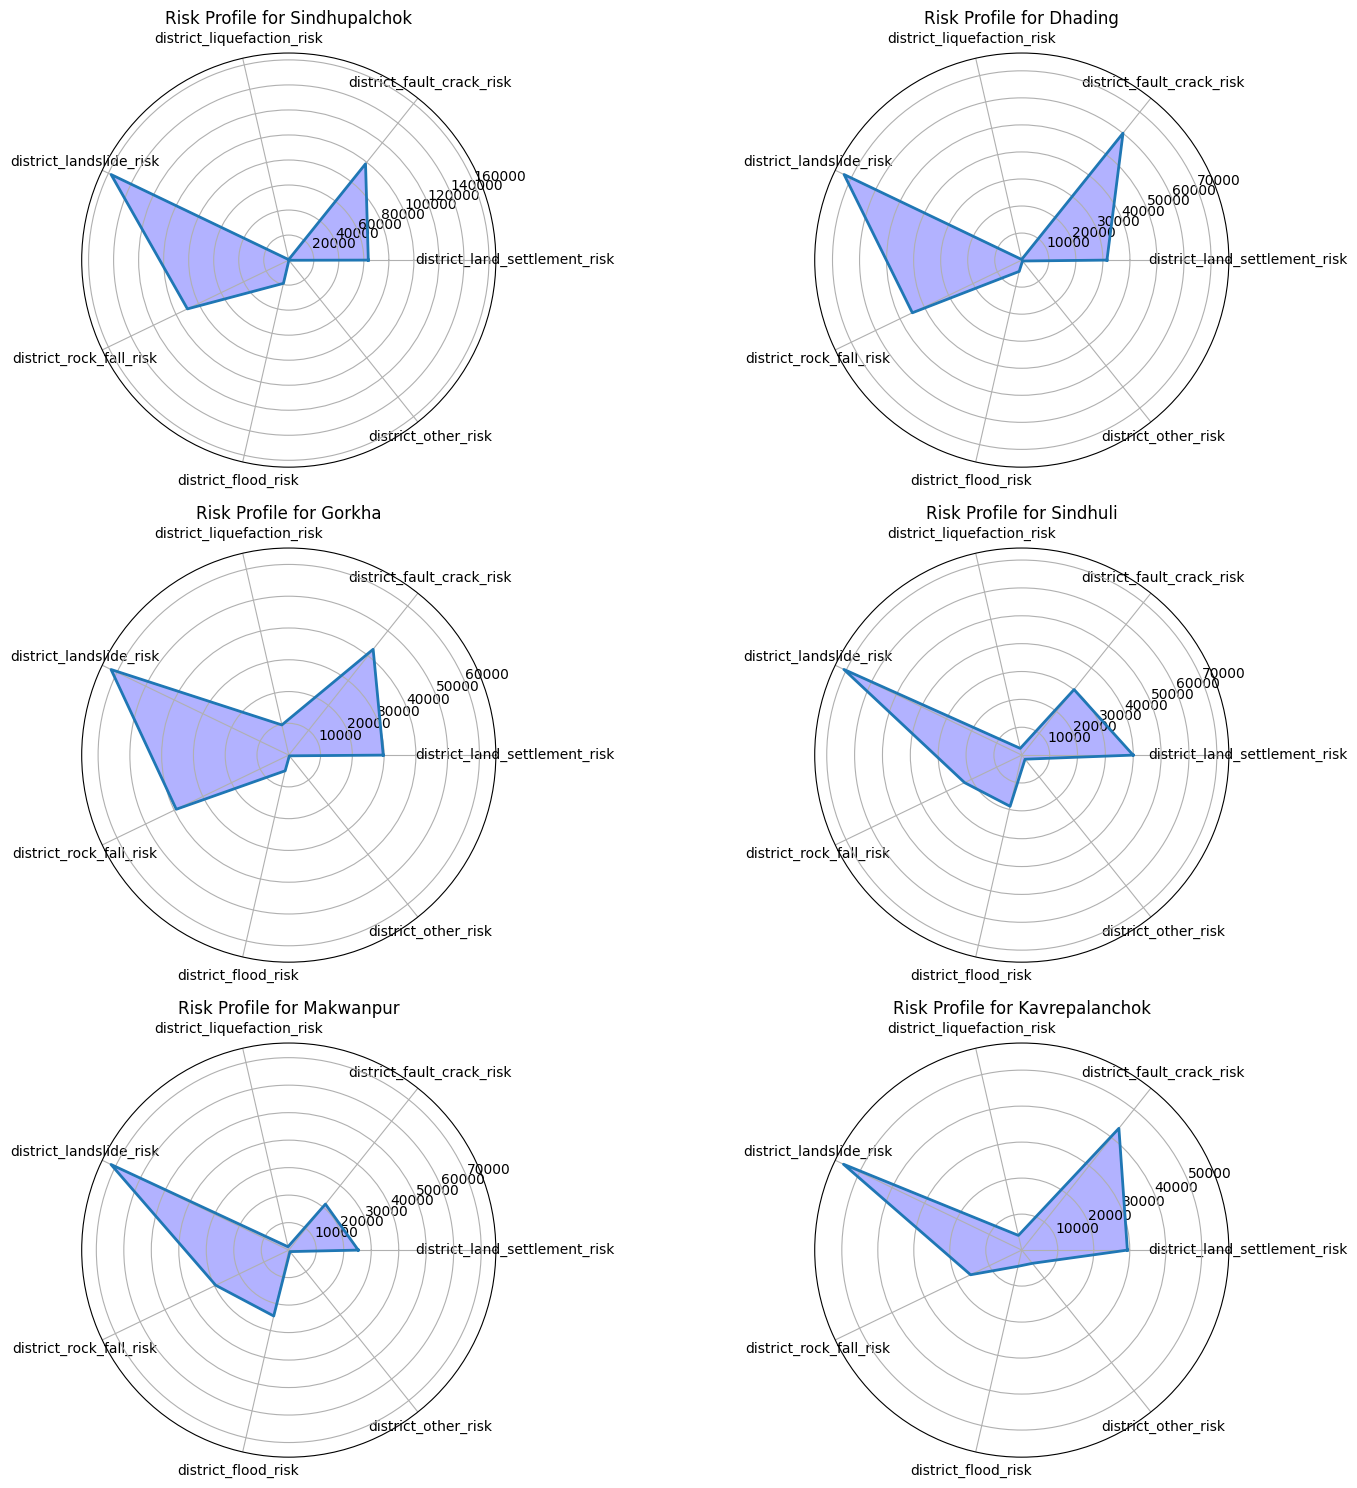 Risk Profile for Sindhupalchok
district_liquefaction_risk
district_fault_crack_risk
district_landslide_risk
160000
140000
120000
100000
80000
60000
40000
20000
district_land_settlement_risk
district_rock_fall_risk
district_other_risk
district_flood_risk
Risk Profile for Dhading
district_liquefaction_risk
district_fault_crack_risk
district_landslide_risk
70000
60000
50000
40000
30000
20000
10000
district_land_settlement_risk
district_rock_fall_risk
district_other_risk
district_flood_risk
Risk Profile for Gorkha
district_liquefaction_risk
district_fault_crack_risk
district_landslide_risk
60000
50000
40000
30000
20000
10000
district_land_settlement_risk
district_rock_fall_risk
district_other_risk
district_flood_risk
Risk Profile for Sindhuli
district_liquefaction_risk
district_fault_crack_risk
district_landslide_risk
70000
60000
50000
40000
30000
20000
10000
district_land_settlement_risk
district_rock_fall_risk
district_other_risk
district_flood_risk
Risk Profile for Makwanpur
district_liquefaction_risk
district_fault_crack_risk
district_landslide_risk
70000
60000
50000
40000
30000
20000
10000
district_land_settlement_risk
district_rock_fall_risk
district_other_risk
district_flood_risk
Risk Profile for Kavrepalanchok
district_liquefaction_risk
district_fault_crack_risk
district_landslide_risk
50000
40000
30000
20000
10000
district_land_settlement_risk
district_rock_fall_risk
district_other_risk
district_flood_risk